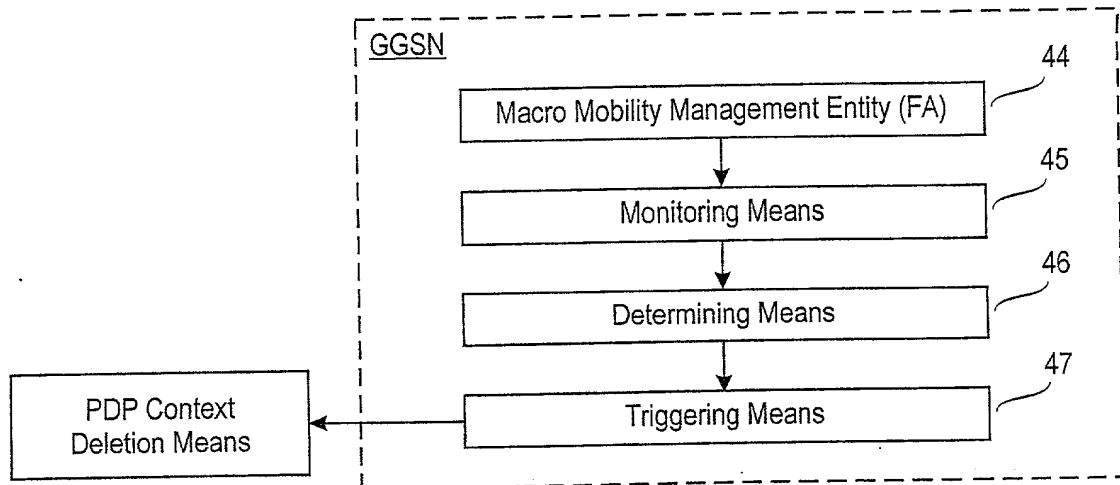 GGSN
44
Macro Mobility Management Entity (FA)
45
Monitoring Means
46
Determining Means
47
Triggering Means
PDP Context
Deletion Means